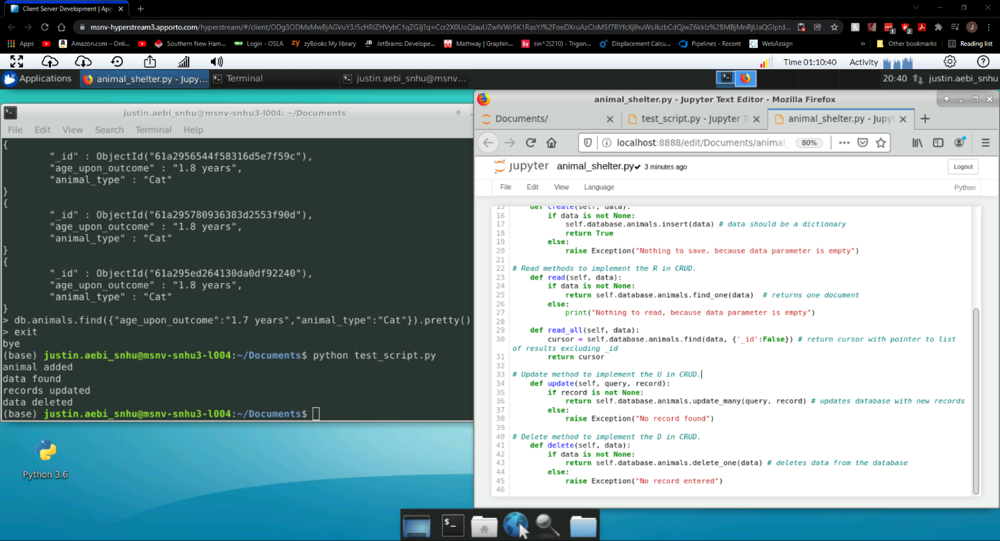 Client Server Development | App
msnv-hyperstream3.apporto.com/hyperstream/#/client/
Apps
Amazon.com – Onli...
Southern New Ham...
Login - OSLA
zyBooks My library
JetBrains: Develope...
Mathway | Graphin...
sin^2(210) - Trigon...
Displacement Calcu...
Pipelines - Recent
WebAssign
»
Other bookmarks
Reading list
Time 01:10:40
Activity
Applications
animal_shelter.py - Jupy...
Terminal
justin.aebi_snhu@msnv...
20:40
justin.aebi_snhu
justin.aebi_snhu@msnv-snhu3-l004: ~/Documents
File Edit View Search Terminal Help
{
"_id" : ObjectId("61a2956544f58316d5e7f59c"),
"age_upon_outcome" : "1.8 years",
"animal_type" : "Cat"
}
{
"_id" : ObjectId("61a295780936383d2553f90d"),
"age_upon_outcome" : "1.8 years",
"animal_type" : "Cat"
}
{
"_id" : ObjectId("61a295ed264130da0df92240"),
"age_upon_outcome" : "1.8 years",
"animal_type" : "Cat"
}
> db.animals.find({"age_upon_outcome":"1.7 years","animal_type":"Cat"}).pretty()
> exit
bye
(base) justin.aebi_snhu@msnv-snhu3-l004:~/Documents$ python test_script.py
animal added
data found
records updated
data deleted
(base) justin.aebi_snhu@msnv-snhu3-l004:~/Documents$
Python 3.6
animal_shelter.py - Jupyter Text Editor - Mozilla Firefox
Documents/
test_script.py - Jupyter Te
animal_shelter.py - Jupyt
localhost:8888/edit/Documents/animal_
80%
jupyter animal_shelter.py✔ 3 minutes ago
Logout
File Edit View Language
Python
15 def create(self, data):
16 if data is not None:
17 self.database.animals.insert(data) # data should be a dictionary
18 return True
19 else:
20 raise Exception("Nothing to save, because data parameter is empty")
21
22 # Read methods to implement the R in CRUD.
23 def read(self, data):
24 if data is not None:
25 return self.database.animals.find_one(data) # returns one document
26 else:
27 print("Nothing to read, because data parameter is empty")
28
29 def read_all(self, data):
30 cursor = self.database.animals.find(data, {'_id':False}) # return cursor with pointer to list
of results excluding _id
31 return cursor
32
33 # Update method to implement the U in CRUD.
34 def update(self, query, record):
35 if record is not None:
36 return self.database.animals.update_many(query, record) # updates database with new records
37 else:
38 raise Exception("No record found")
39
40 # Delete method to implement the D in CRUD.
41 def delete(self, data):
42 if data is not None:
43 return self.database.animals.delete_one(data) # deletes data from the database
44 else:
45 raise Exception("No record entered")
46